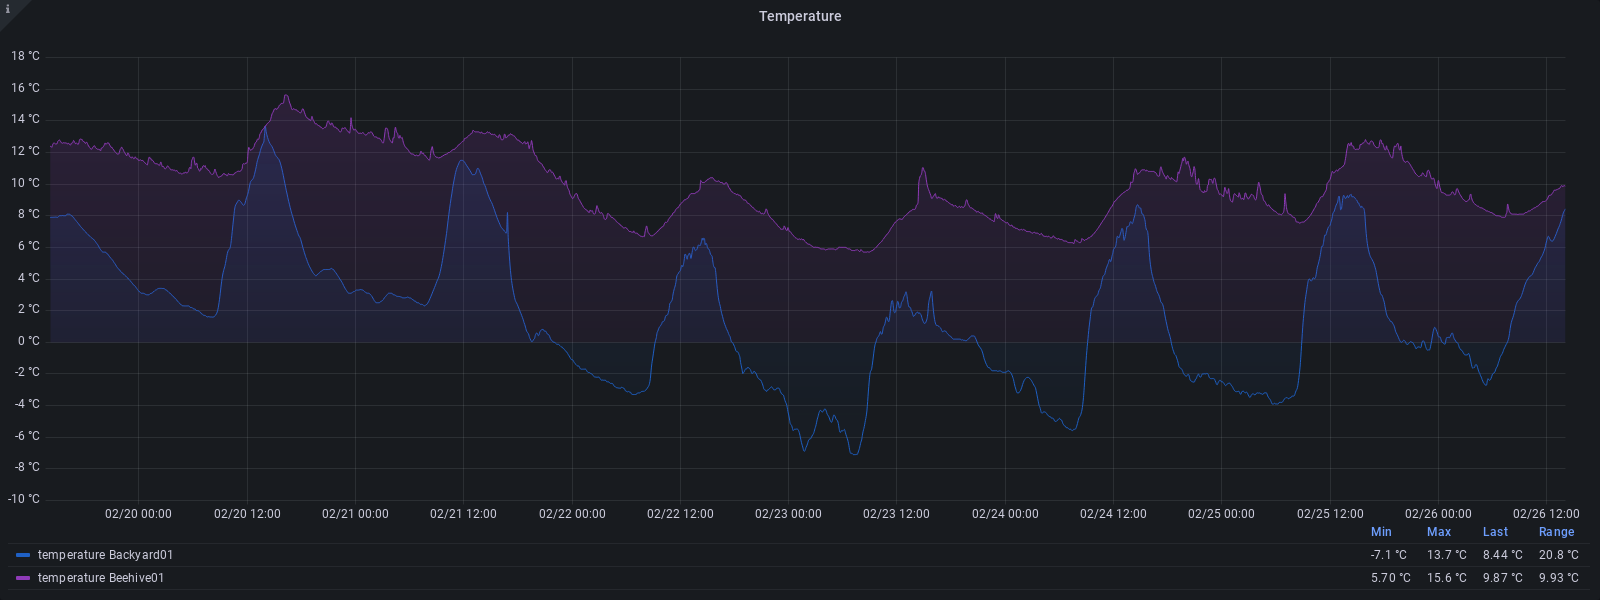 i
Temperature
18 °C
16 °C
14 °C
12 °C
10 °C
8 °C
6 °C
4 °C
2 °C
0 °C
-2 °C
-4 °C
-6 °C
-8 °C
-10 °C
02/20 00:00 02/20 12:00 02/21 00:00 02/21 12:00 02/22 00:00 02/22 12:00 02/23 00:00 02/23 12:00 02/24 00:00 02/24 12:00 02/25 00:00 02/25 12:00 02/26 00:00 02/26 12:00
Min Max Last Range
temperature Backyard01 -7.1 °C 13.7 °C 8.44 °C 20.8 °C
temperature Beehive01 5.70 °C 15.6 °C 9.87 °C 9.93 °C